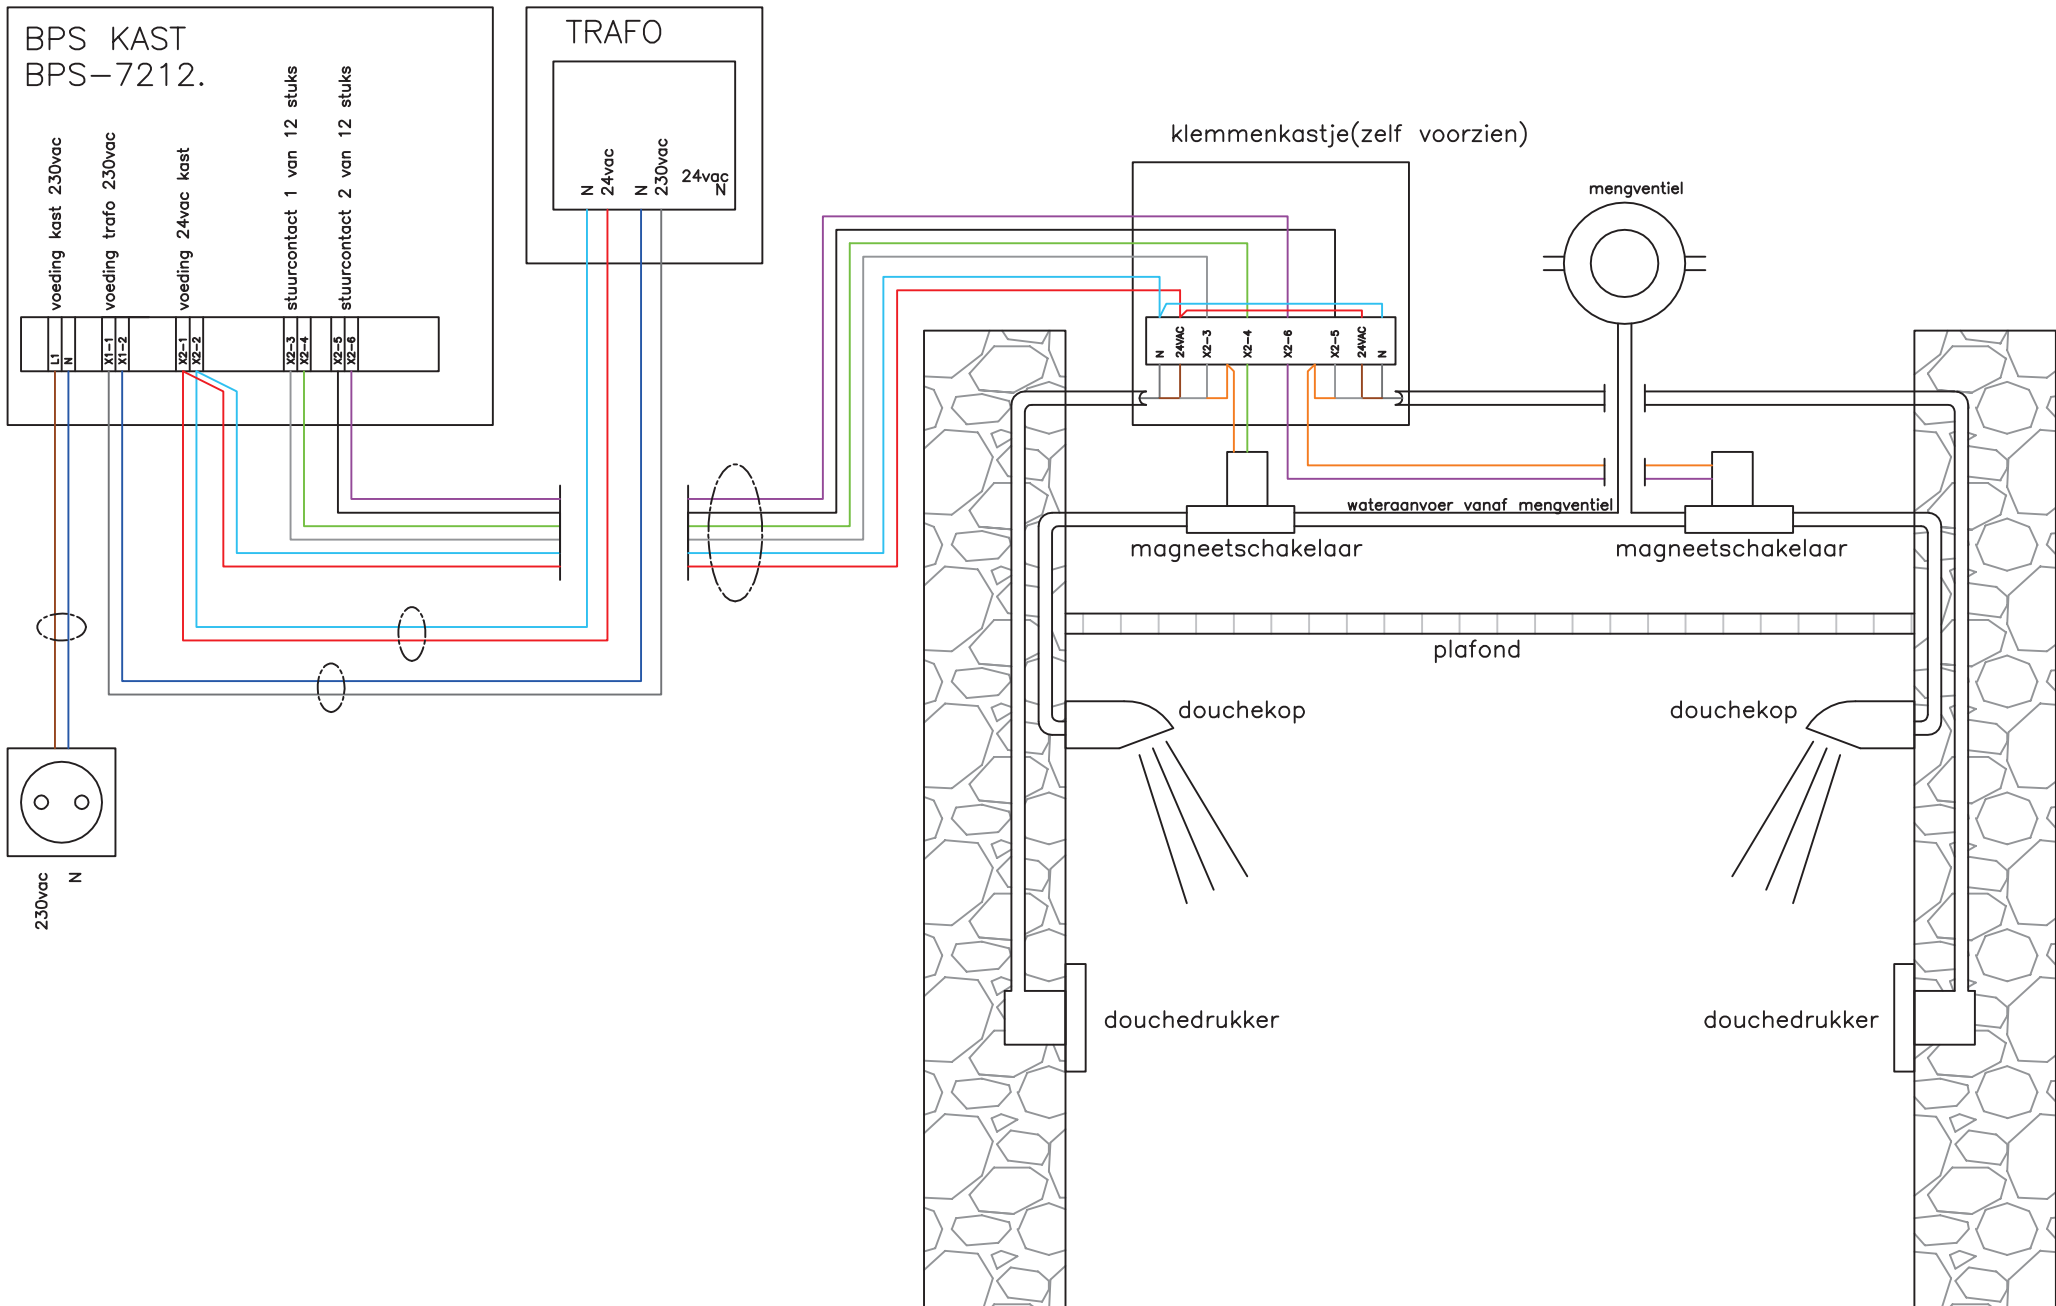 BPS KAST
BPS-7212.
voeding kast 230vac
voeding trafo 230vac
voeding 24vac kast
stuurcontact 1 van 12 stuks
stuurcontact 2 van 12 stuks
L1
N
X1-1
X1-2
X2-1
X2-2
X2-3
X2-4
X2-5
X2-6
TRAFO
N
24vac
N
230vac
24vac
N
klemmenkastje(zelf voorzien)
N
24VAC
X2-3
X2-4
X2-6
X2-5
24VAC
N
mengventiel
wateraanvoer vanaf mengventiel
magneetschakelaar
magneetschakelaar
plafond
douchekop
douchekop
230vac
N
douchedrukker
douchedrukker